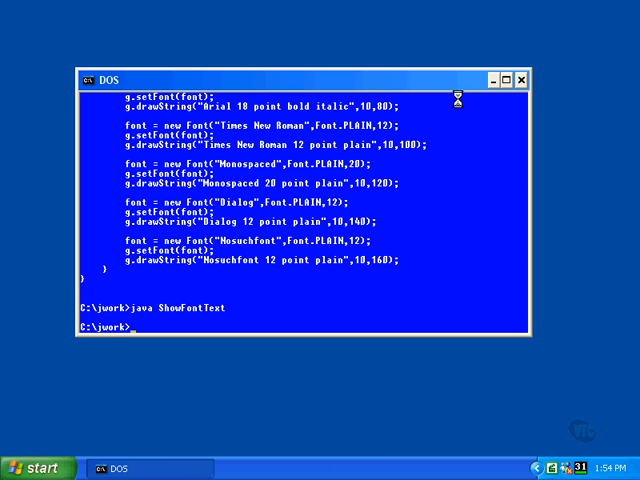 DOS
g.setFont(font);
g.drawString("Arial 18 point bold italic",10,80);
font = new Font("Times New Roman",Font.PLAIN,12);
g.setFont(font);
g.drawString("Times New Roman 12 point plain",10,100);
font = new Font("Monospaced",Font.PLAIN,20);
g.setFont(font);
g.drawString("Monospaced 20 point plain",10,120);
font = new Font("Dialog",Font.PLAIN,12);
g.setFont(font);
g.drawString("Dialog 12 point plain",10,140);
font = new Font("Nosuchfont",Font.PLAIN,12);
g.setFont(font);
g.drawString("Nosuchfont 12 point plain",10,160);
}
}
C:\jwork>java ShowFontText
C:\jwork>_
VTC
start
DOS
31
1:54 PM